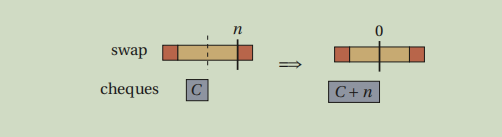 n 0
swap ⟹
cheques C C + n